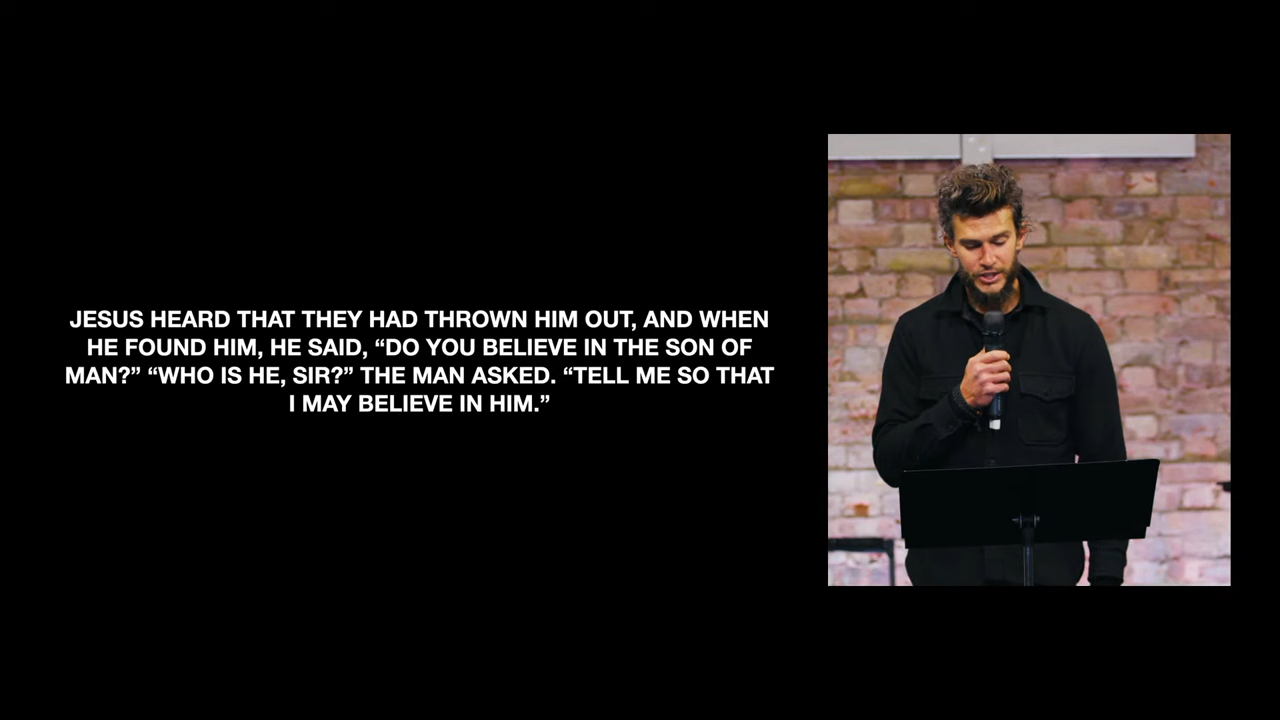 JESUS HEARD THAT THEY HAD THROWN HIM OUT, AND WHEN
HE FOUND HIM, HE SAID, “DO YOU BELIEVE IN THE SON OF
MAN?” “WHO IS HE, SIR?” THE MAN ASKED. “TELL ME SO THAT
I MAY BELIEVE IN HIM.”